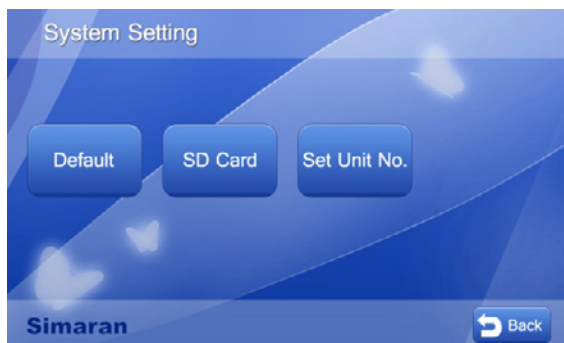 System Setting
Default
SD Card
Set Unit No.
Simaran
Back